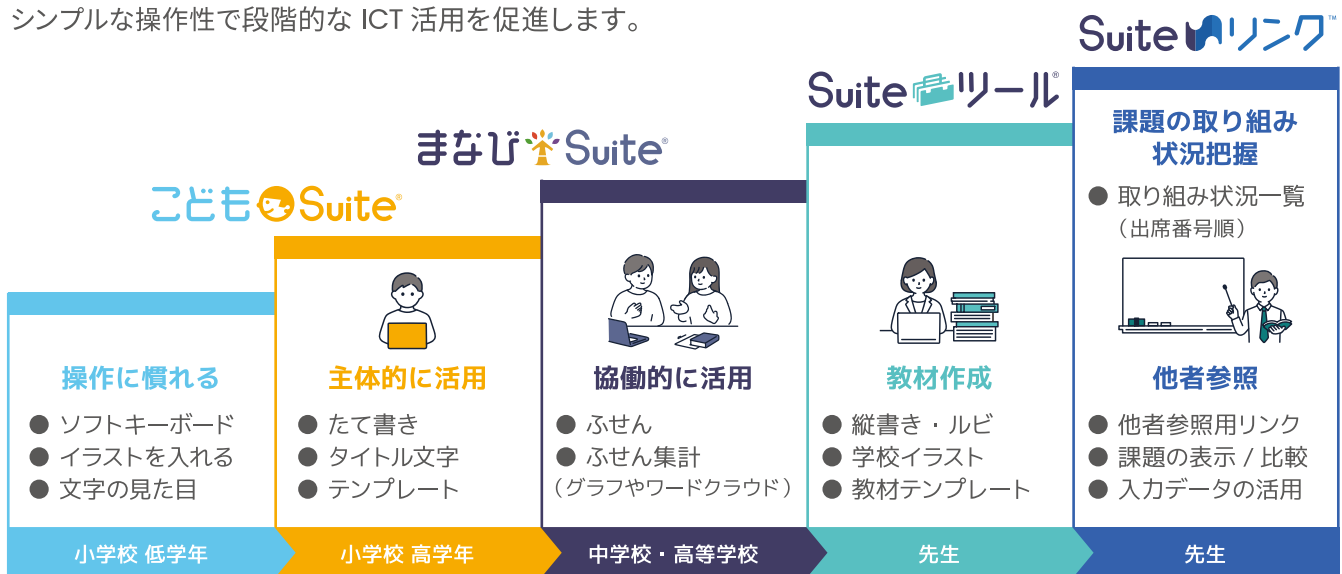 シンプルな操作性で段階的な ICT 活用を促進します。
こども Suite®
操作に慣れる
● ソフトキーボード
● イラストを入れる
● 文字の見た目
小学校 低学年
主体的に活用
● たて書き
● タイトル文字
● テンプレート
小学校 高学年
まなび Suite®
協働的に活用
● ふせん
● ふせん集計
（グラフやワードクラウド）
中学校・高等学校
Suite ツール®
教材作成
● 縦書き・ルビ
● 学校イラスト
● 教材テンプレート
先生
Suite リンク™
課題の取り組み
状況把握
● 取り組み状況一覧
（出席番号順）
他者参照
● 他者参照用リンク
● 課題の表示 / 比較
● 入力データの活用
先生